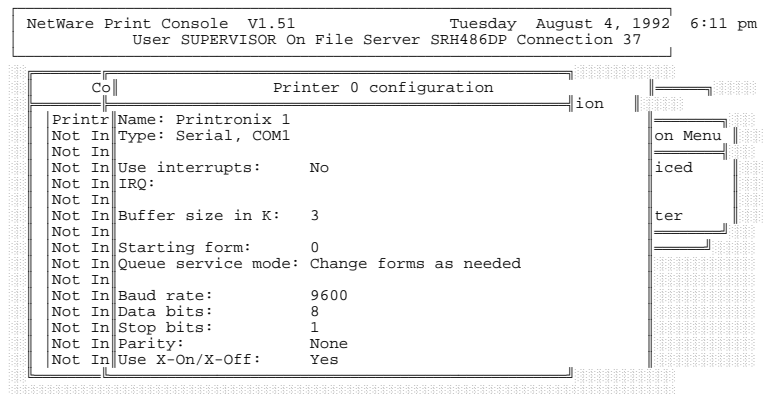 NetWare Print Console V1.51 Tuesday August 4, 1992 6:11 pm
User SUPERVISOR On File Server SRH486DP Connection 37
Co Printer 0 configuration
ion
Printr Name: Printronix 1
Not In Type: Serial, COM1 on Menu
Not In
Not In Use interrupts: No iced
Not In IRQ:
Not In
Not In Buffer size in K: 3 ter
Not In
Not In Starting form: 0
Not In Queue service mode: Change forms as needed
Not In
Not In Baud rate: 9600
Not In Data bits: 8
Not In Stop bits: 1
Not In Parity: None
Not In Use X-On/X-Off: Yes